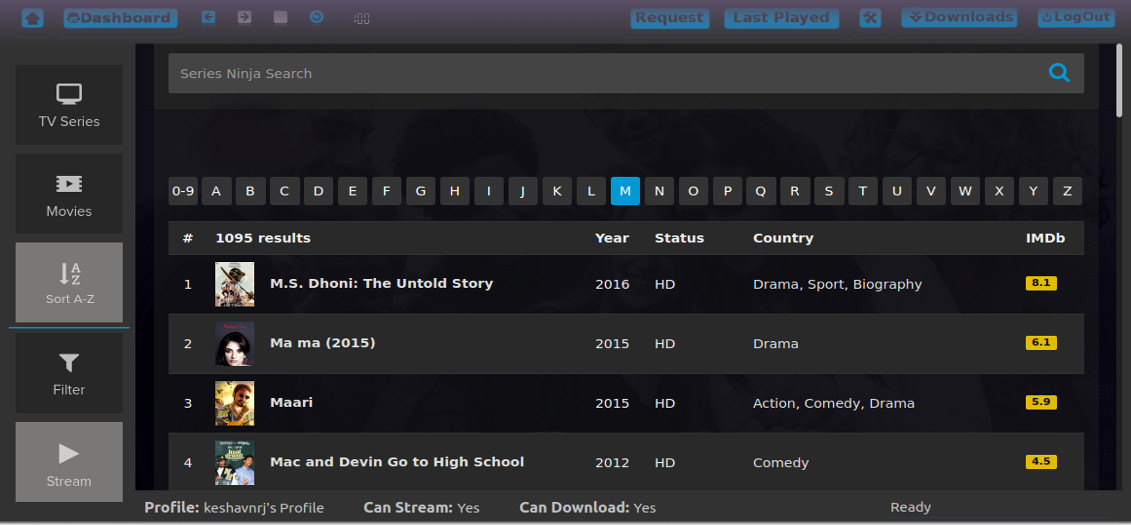 Dashboard :00 Request Last Played Downloads LogOut
Series Ninja Search
TV Series
Movies
Sort A-Z
Filter
Stream
0-9 A B C D E F G H I J K L M N O P Q R S T U V W X Y Z
# 1095 results Year Status Country IMDb
1 M.S. Dhoni: The Untold Story 2016 HD Drama, Sport, Biography 8.1
2 Ma ma (2015) 2015 HD Drama 6.1
3 Maari 2015 HD Action, Comedy, Drama 5.9
4 Mac and Devin Go to High School 2012 HD Comedy 4.5
Profile: keshavnrj's Profile Can Stream: Yes Can Download: Yes Ready